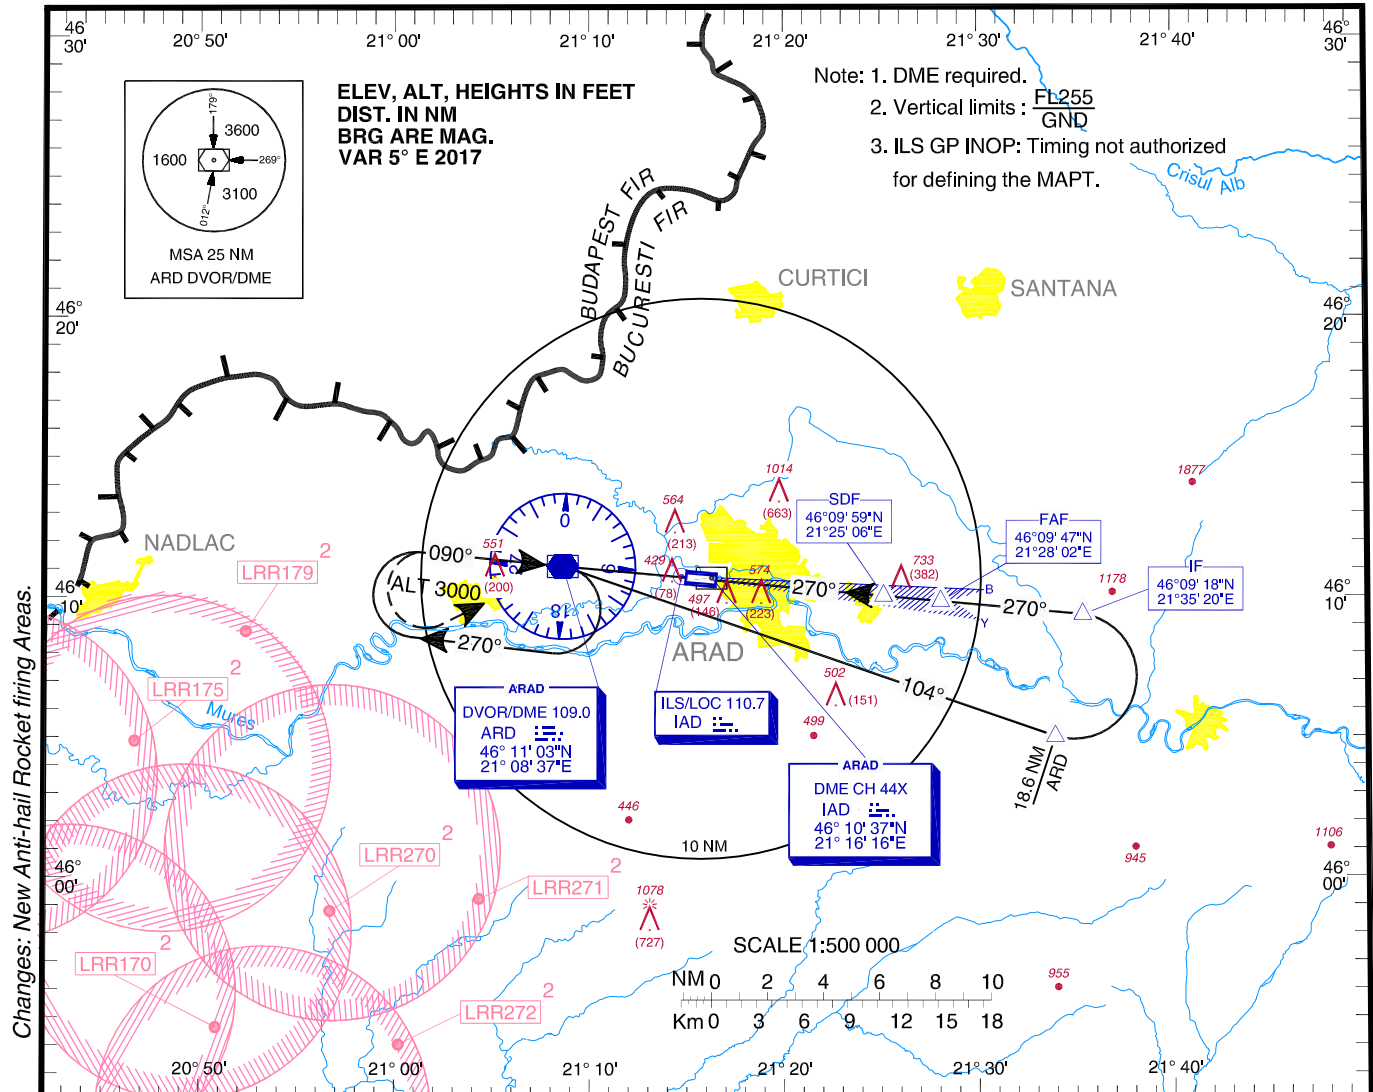 46° 30'
20° 50'
21° 00'
21° 10'
21° 20'
21° 30'
21° 40'
46° 30'
179°
3600
1600
269°
3100
012°
MSA 25 NM
ARD DVOR/DME
ELEV, ALT, HEIGHTS IN FEET
DIST. IN NM
BRG ARE MAG.
VAR 5° E 2017
Note: 1. DME required.
2. Vertical limits : FL255
GND
3. ILS GP INOP: Timing not authorized
for defining the MAPT.
Crisul Alb
BUDAPEST FIR
BUCURESTI FIR
CURTICI
SANTANA
46° 20'
46° 20'
1014
(663)
1877
564
(213)
SDF
46°09' 59"N
21°25' 06"E
FAF
46°09' 47"N
21°28' 02"E
IF
46°09' 18"N
21°35' 20"E
NADLAC
LRR179
2
551
(200)
090°
ALT 3000
270°
0
9
18
27
429
(78)
497
(146)
574
(223)
270°
733
(382)
B
Y
270°
1178
46° 10'
46° 10'
ARAD
104°
502
(151)
499
18.6 NM
ARD
LRR175
2
Mures
ARAD
DVOR/DME 109.0
ARD
46° 11' 03"N
21° 08' 37"E
ILS/LOC 110.7
IAD
ARAD
DME CH 44X
IAD
46° 10' 37"N
21° 16' 16"E
446
10 NM
945
1106
46° 00'
46° 00'
LRR270
2
LRR271
2
LRR170
2
LRR272
2
1078
(727)
955
SCALE 1:500 000
NM 0 2 4 6 8 10
Km 0 3 6 9 12 15 18
20° 50'
21° 00'
21° 10'
21° 20'
21° 30'
21° 40'
Changes: New Anti-hail Rocket firing Areas.